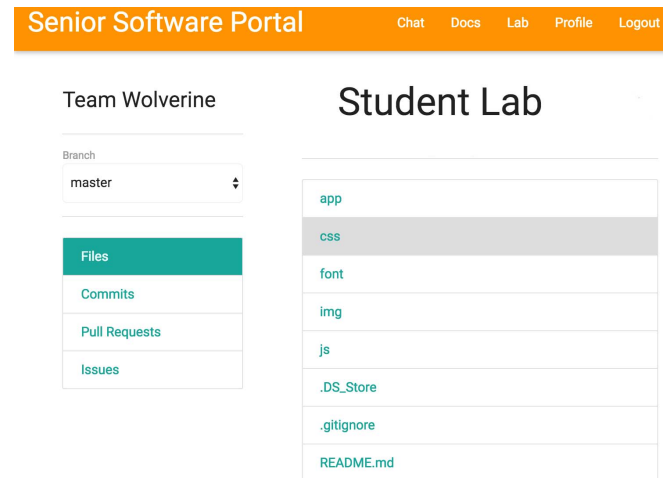 Senior Software Portal Chat Docs Lab Profile Logout
Team Wolverine
Branch
master
Files
Commits
Pull Requests
Issues
Student Lab
app
css
font
img
js
.DS_Store
.gitignore
README.md